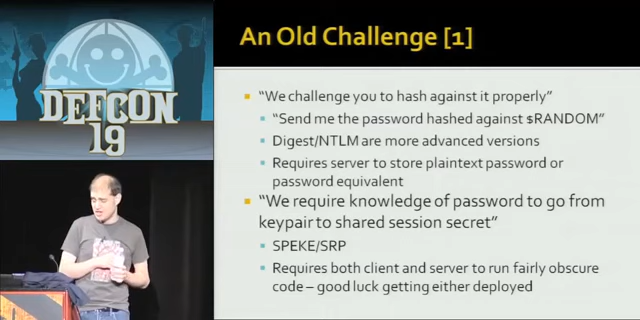 DEFCON
19
An Old Challenge [1]
"We challenge you to hash against it properly"
"Send me the password hashed against $RANDOM"
Digest/NTLM are more advanced versions
Requires server to store plaintext password or
password equivalent
"We require knowledge of password to go from
keypair to shared session secret"
SPEKE/SRP
Requires both client and server to run fairly obscure
code – good luck getting either deployed